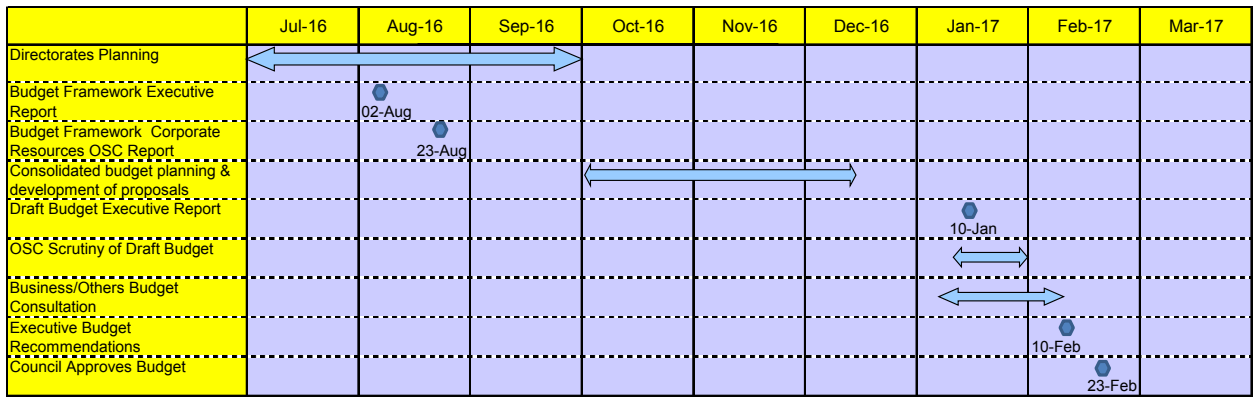 Jul-16 Aug-16 Sep-16 Oct-16 Nov-16 Dec-16 Jan-17 Feb-17 Mar-17
Directorates Planning
Budget Framework Executive
Report
02-Aug
Budget Framework Corporate
Resources OSC Report
23-Aug
Consolidated budget planning &
development of proposals
Draft Budget Executive Report
10-Jan
OSC Scrutiny of Draft Budget
Business/Others Budget
Consultation
Executive Budget
Recommendations
10-Feb
Council Approves Budget
23-Feb